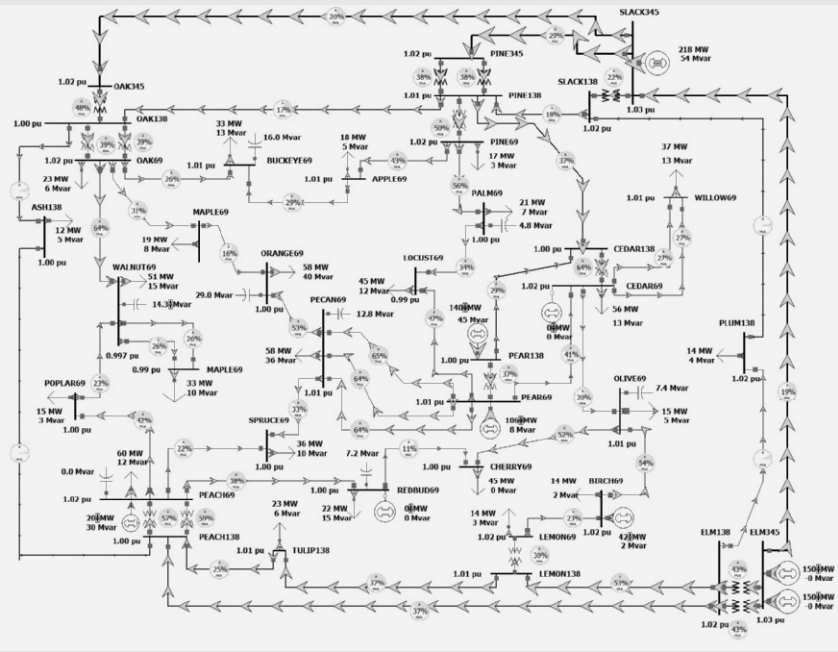 SLACK345
20%
29%
218 MW
54 Mvar
1.02 pu
PINE345
38%
38%
22%
SLACK138
1.02 pu
OAK345
1.01 pu
PINE138
1.03 pu
48%
17%
18%
1.02 pu
1.00 pu
OAK138
39%
39%
33 MW
13 Mvar
16.0 Mvar
18 MW
5 Mvar
50%
1.02 pu
PINE69
37%
37 MW
13 Mvar
1.02 pu
OAK69
26%
1.01 pu
BUCKEYE69
43%
17 MW
3 Mvar
23 MW
6 Mvar
1.01 pu
APPLE69
56%
1.01 pu
WILLOW69
31%
29%
PALM69
21 MW
7 Mvar
4.8 Mvar
ASH138
12 MW
5 Mvar
64%
MAPLE69
19 MW
8 Mvar
16%
1.00 pu
27%
27%
1.00 pu
ORANGE69
58 MW
40 Mvar
LOCUST69
34%
1.00 pu
CEDAR138
64%
WALNUT69
51 MW
15 Mvar
29.0 Mvar
1.00 pu
PECAN69
45 MW
12 Mvar
0.99 pu
29%
1.02 pu
CEDAR69
12.8 Mvar
47%
45 Mvar
0 Mvar
56 MW
13 Mvar
PLUM138
26%
26%
53%
58 MW
36 Mvar
65%
1.00 pu
PEAR138
41%
14 MW
4 Mvar
0.997 pu
0.99 pu
MAPLE69
64%
37%
1.02 pu
POPLAR69
23%
33 MW
10 Mvar
1.01 pu
1.01 pu
PEAR69
OLIVE69
7.4 Mvar
19%
15 MW
3 Mvar
1.00 pu
42%
33%
64%
8 Mvar
15 MW
5 Mvar
SPRUCE69
36 MW
10 Mvar
52%
1.01 pu
60 MW
12 Mvar
22%
1.00 pu
7.2 Mvar
11%
1.00 pu
CHERRY69
54%
0.0 Mvar
38%
1.00 pu
REDBUD69
45 MW
0 Mvar
BIRCH69
14 MW
2 Mvar
1.02 pu
PEACH69
22 MW
15 Mvar
0 Mvar
23 MW
6 Mvar
14 MW
3 Mvar
23%
30 Mvar
57%
59%
1.02 pu
2 Mvar
1.00 pu
PEACH138
1.02 pu
LEMON69
ELM138
ELM345
25%
1.01 pu
TULIP138
30%
1.01 pu
LEMON138
43%
37%
53%
0 Mvar
37%
0 Mvar
1.02 pu
43%
1.03 pu